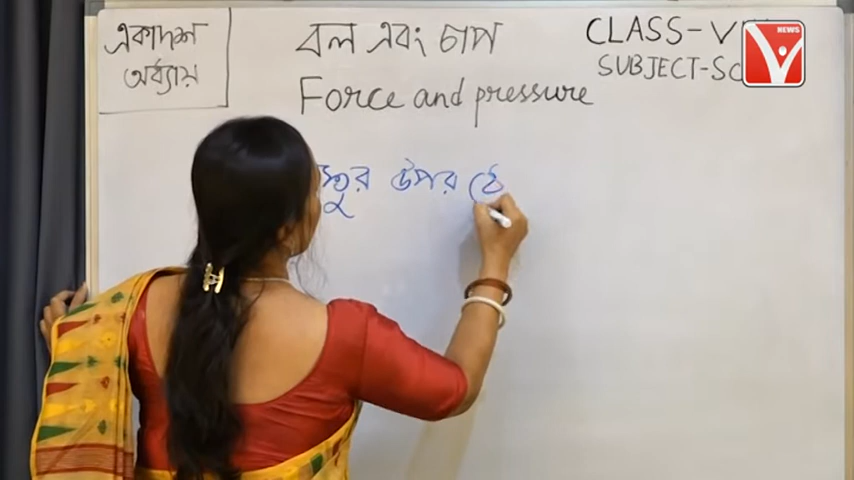 একাদশ
অধ্যায়
বল এবং চাপ
Force and pressure
CLASS-V
SUBJECT-SC
উপর
V NEWS